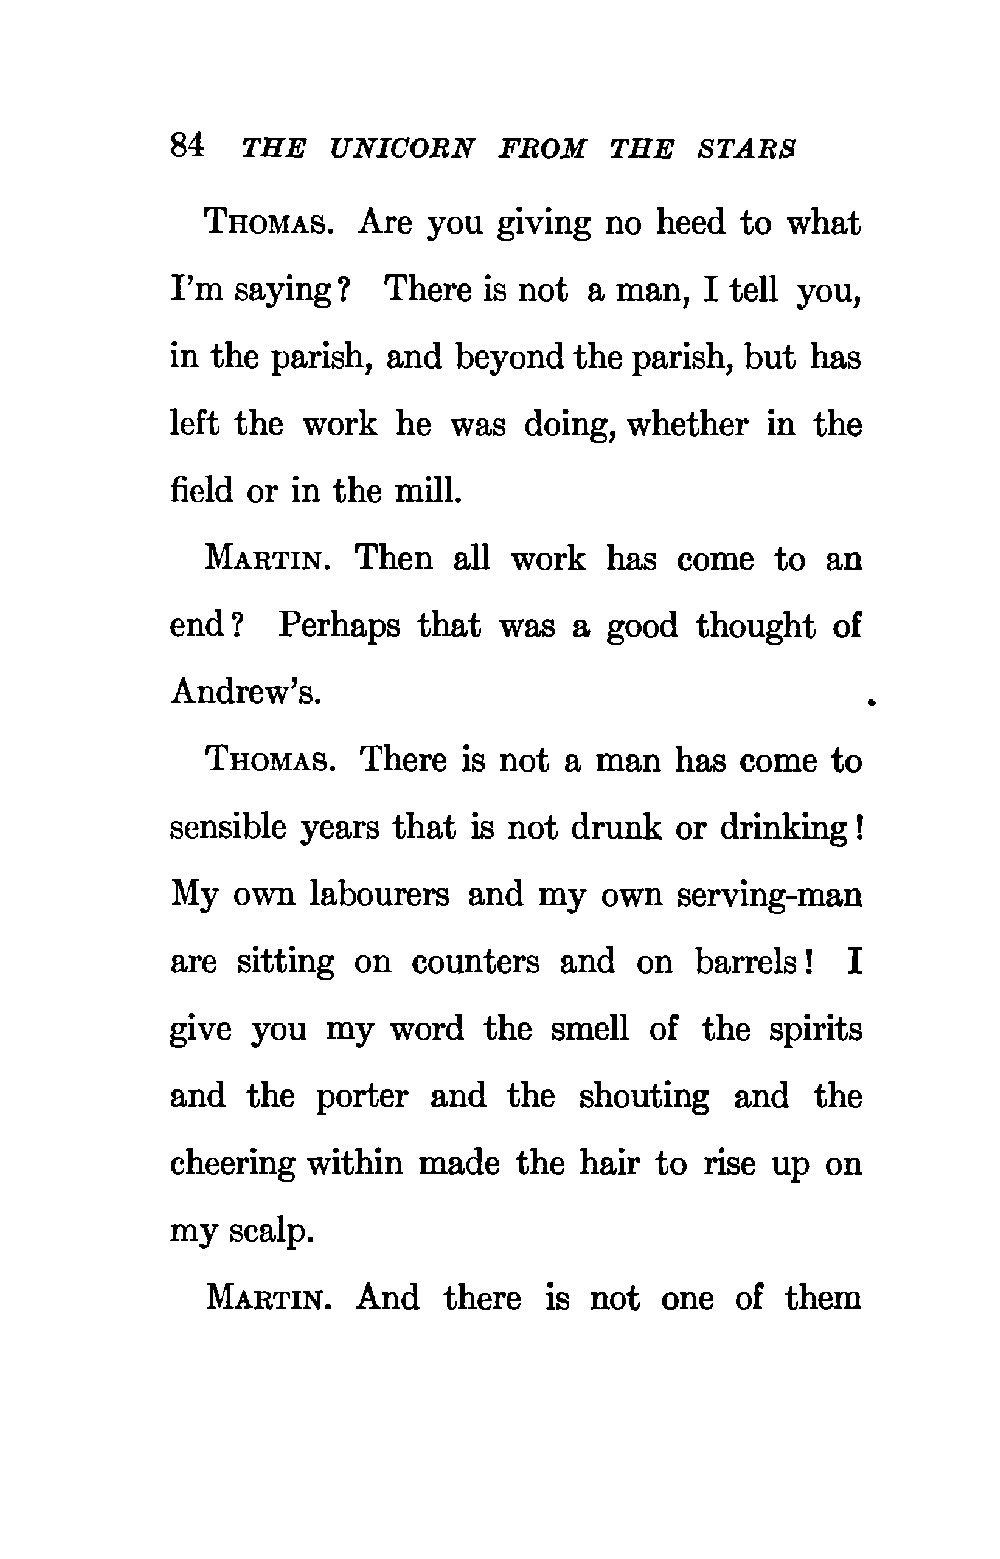 84 THE UNICORN FROM THE STARS
THOMAS. Are you giving no heed to what
I'm saying? There is not a man, I tell you,
in the parish, and beyond the parish, but has
left the work he was doing, whether in the
field or in the mill.
MARTIN. Then all work has come to an
end? Perhaps that was a good thought of
Andrew's.
THOMAS. There is not a man has come to
sensible years that is not drunk or drinking!
My own labourers and my own serving-man
are sitting on counters and on barrels! I
give you my word the smell of the spirits
and the porter and the shouting and the
cheering within made the hair to rise up on
my scalp.
MARTIN. And there is not one of them